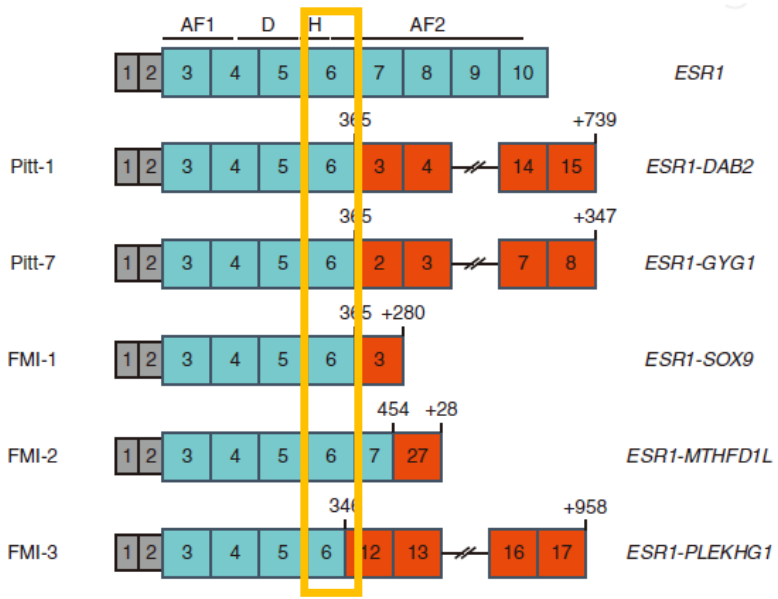 AF1 D H AF2
1 2 3 4 5 6 7 8 9 10 ESR1
365 +739
Pitt-1 1 2 3 4 5 6 3 4 14 15 ESR1-DAB2
365 +347
Pitt-7 1 2 3 4 5 6 2 3 7 8 ESR1-GYG1
365 +280
FMI-1 1 2 3 4 5 6 3 ESR1-SOX9
454 +28
FMI-2 1 2 3 4 5 6 7 27 ESR1-MTHFD1L
346 +958
FMI-3 1 2 3 4 5 6 12 13 16 17 ESR1-PLEKHG1